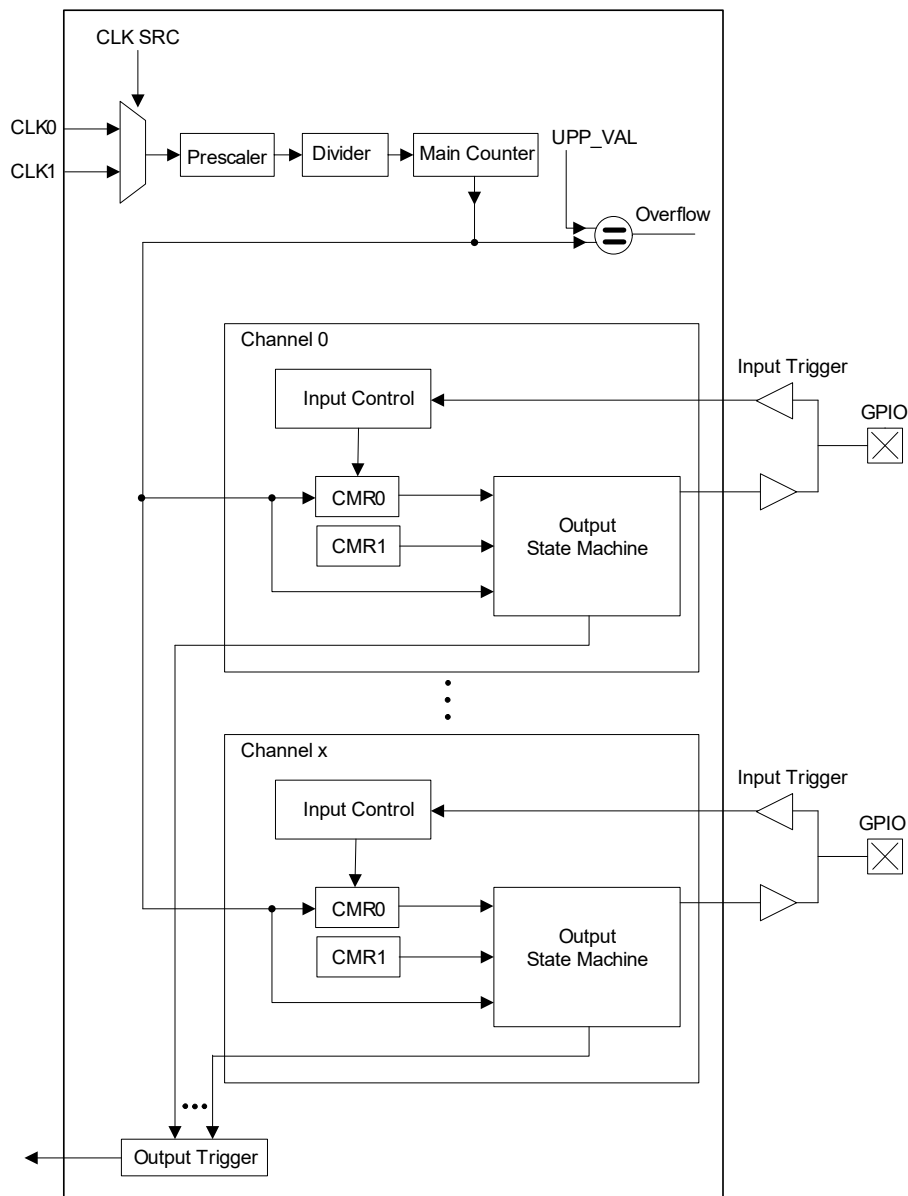 CLK SRC
CLK0
CLK1
Prescaler
Divider
Main Counter
UPP_VAL
Overflow
Channel 0
Input Control
Input Trigger
GPIO
CMR0
CMR1
Output
State Machine
Channel x
Input Control
Input Trigger
GPIO
CMR0
CMR1
Output
State Machine
Output Trigger